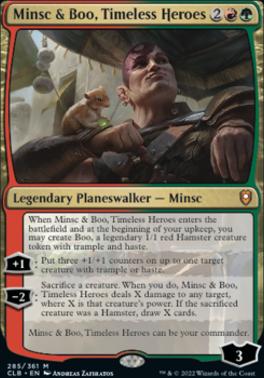 Minsc & Boo, Timeless Heroes 2
Legendary Planeswalker — Minsc
When Minsc & Boo, Timeless Heroes enters the
battlefield and at the beginning of your upkeep, you
may create Boo, a legendary 1/1 red Hamster creature
token with trample and haste.
+1 : Put three +1/+1 counters on up to one target
creature with trample or haste.
−2 : Sacrifice a creature. When you do, Minsc & Boo,
Timeless Heroes deals X damage to any target,
where X is that creature's power. If the sacrificed
creature was a Hamster, draw X cards.
Minsc & Boo, Timeless Heroes can be your commander.
3
285/361 M
CLB • EN Andreas Zafiratos
™ & © 2022 Wizards of the Coast